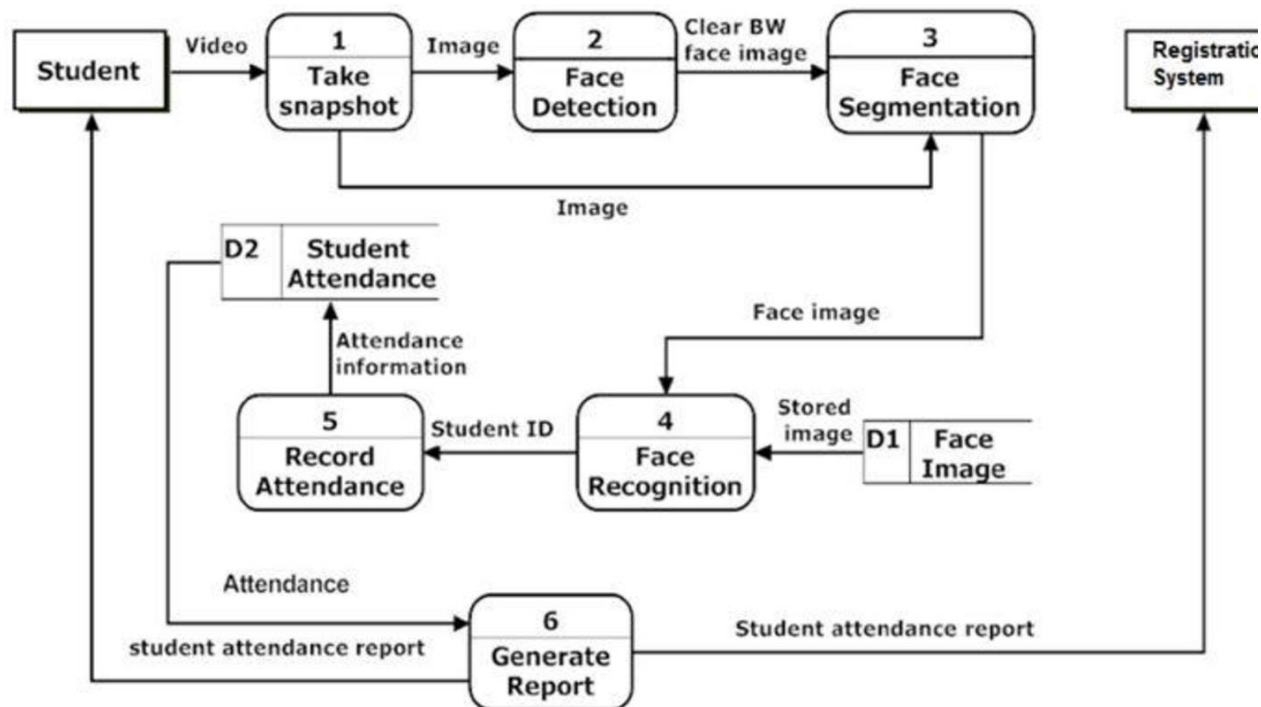 Student
Video
1
Take
snapshot
Image
2
Face
Detection
Clear BW
face image
3
Face
Segmentation
Registratio
System
Image
D2
Student
Attendance
Face image
Attendance
information
5
Record
Attendance
Student ID
4
Face
Recognition
Stored
image
D1
Face
Image
Attendance
student attendance report
6
Generate
Report
Student attendance report